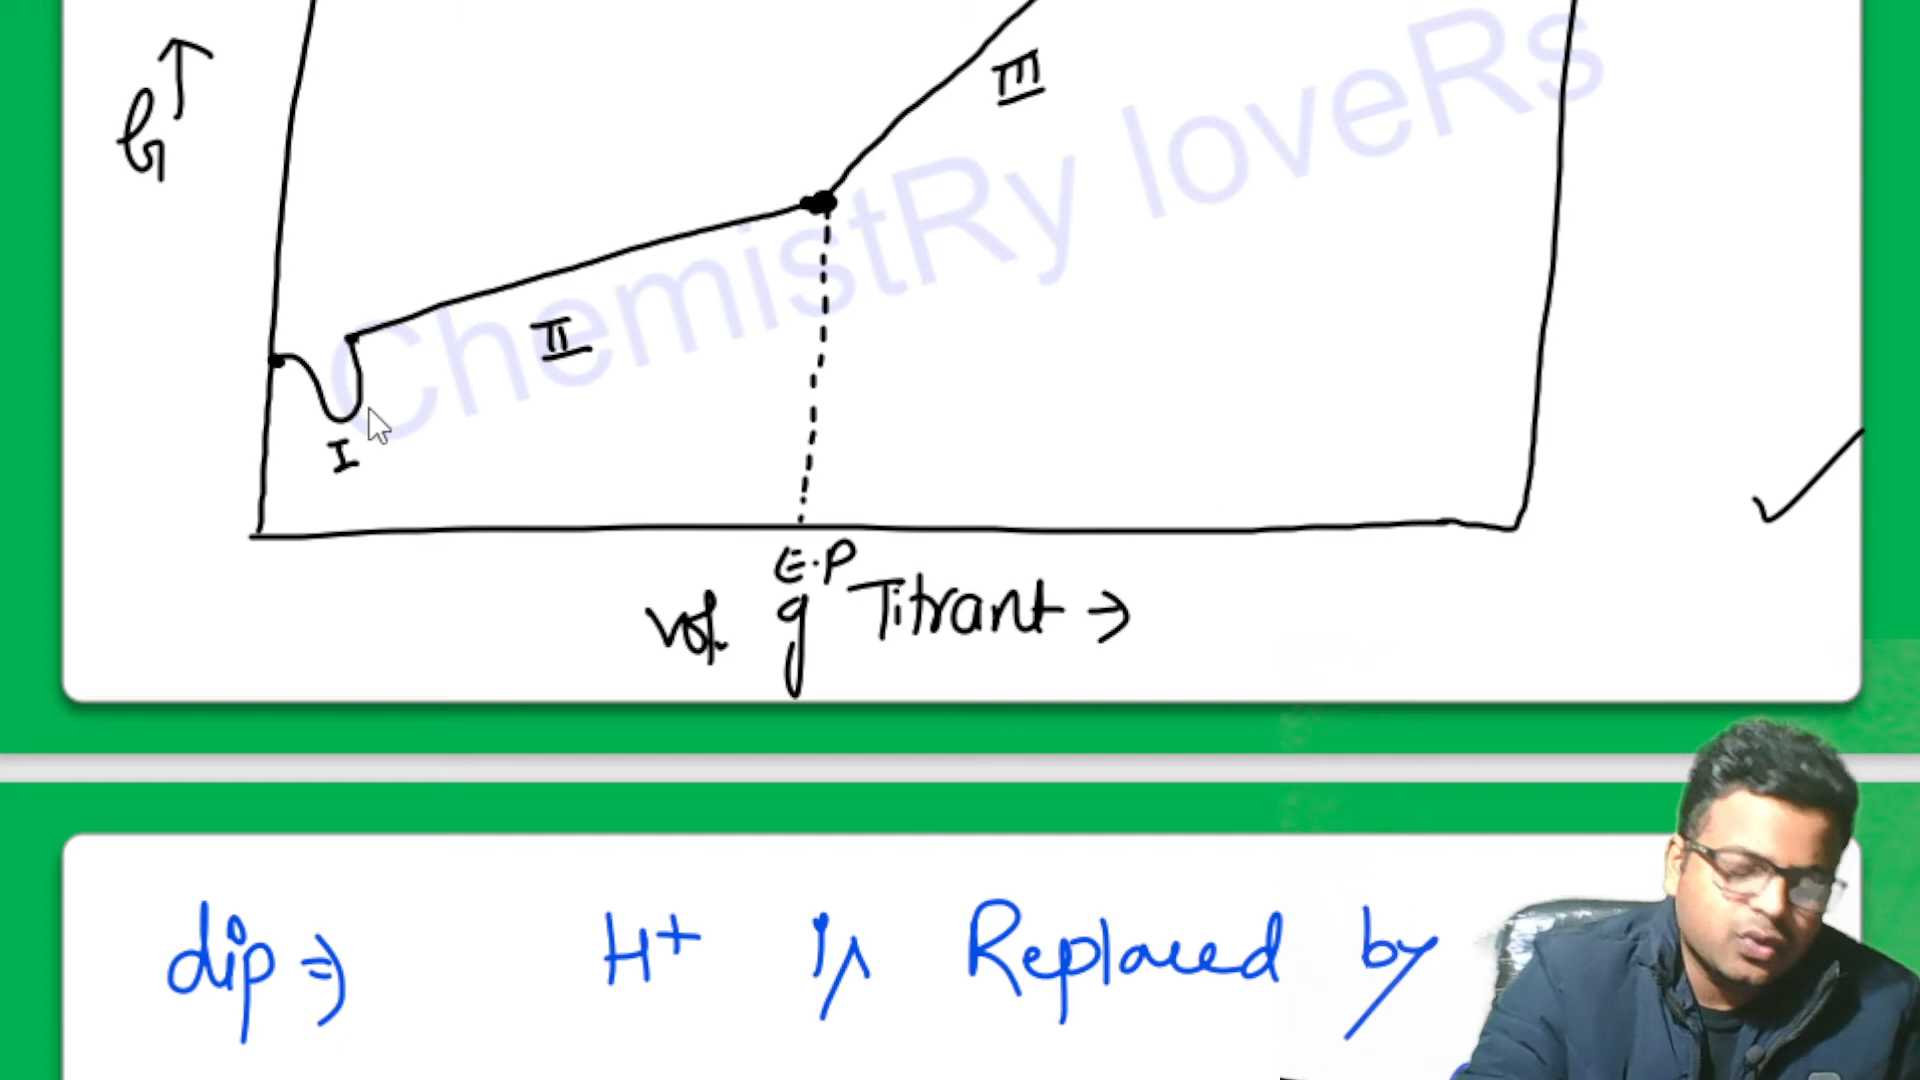 III
G
ChemistRy loveRs
II
I
E.P
vol. of Titrant →
dip ⇒ H+ is Replaced by